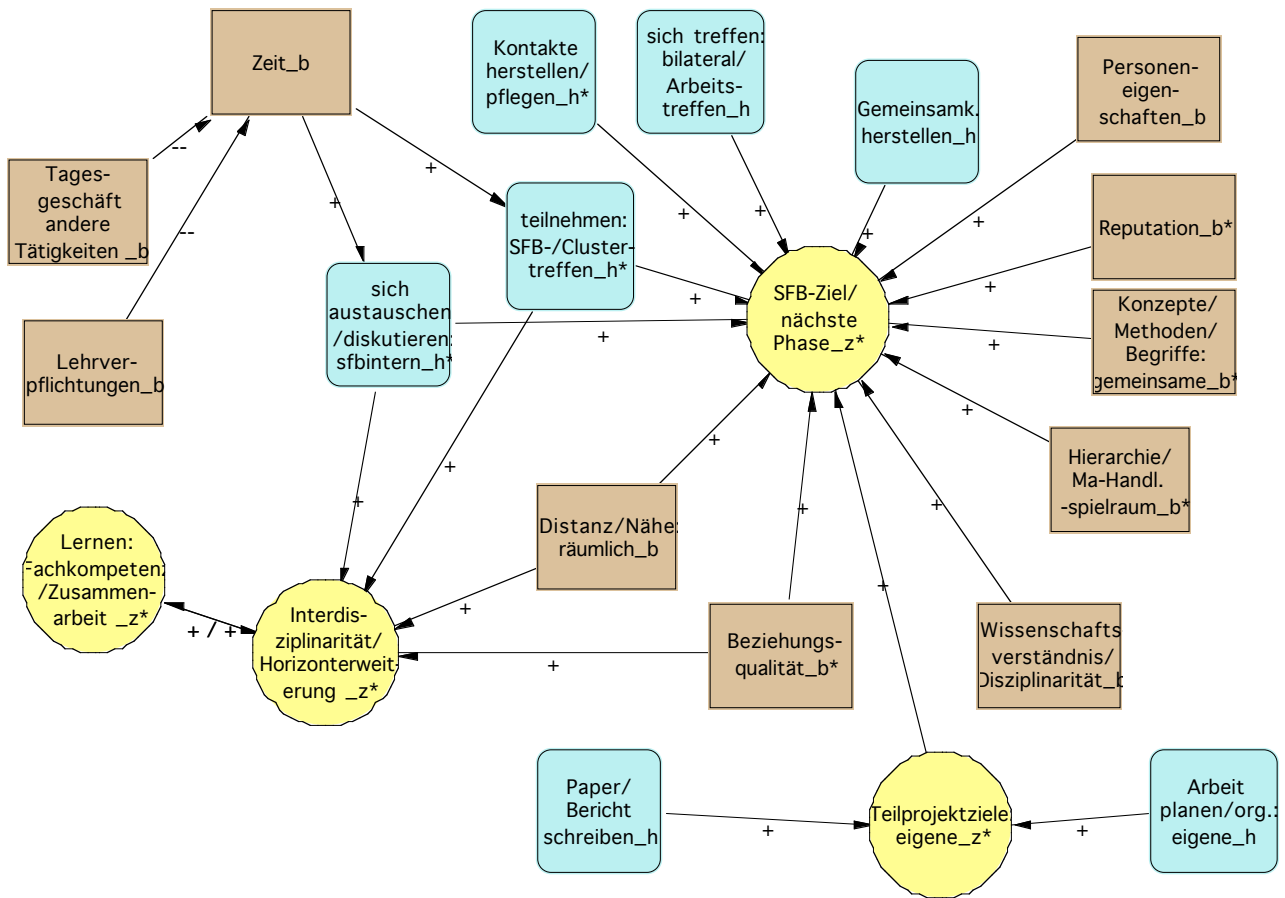 Zeit_b
Kontakte
herstellen/
pflegen_h*
sich treffen:
bilateral/
Arbeits-
treffen_h
Gemeinsamk.
herstellen_h
Personen-
eigen-
schaften_b
Tages-
geschäft
andere
Tätigkeiten _b
--
--
+
+
teilnehmen:
SFB-/Cluster-
treffen_h*
+
+
+
+
Reputation_b*
+
sich
austauschen
/diskutieren:
sfbintern_h*
+
+
SFB-Ziel/
nächste
Phase_z*
Konzepte/
Methoden/
Begriffe:
gemeinsame_b*
+
Lehrver-
pflichtungen_b
+
Hierarchie/
Ma-Handl.
-spielraum_b*
+
+
+
Distanz/Nähe:
räumlich_b
+
+
+
Lernen:
Fachkompetenz
/Zusammen-
arbeit _z*
+ / +
Interdis-
ziplinarität/
Horizonterweit-
erung _z*
+
+
Beziehungs-
qualität_b*
+
Wissenschafts
verständnis/
Disziplinarität_b
Paper/
Bericht
schreiben_h
+
Teilprojektziele:
eigene_z*
+
Arbeit
planen/org.:
eigene_h